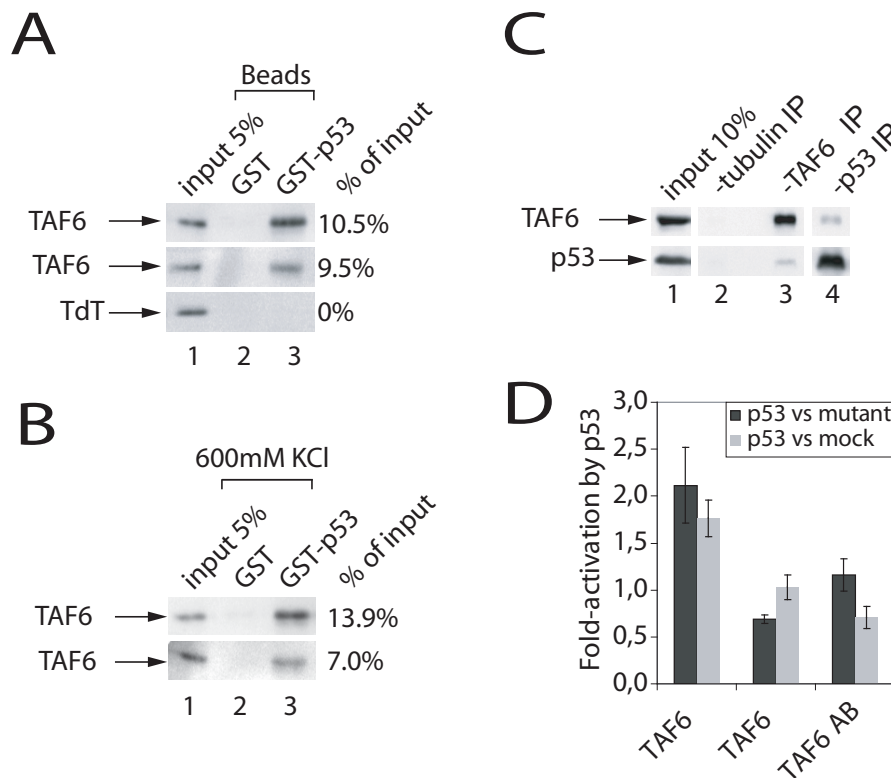 A
Beads
input 5%
GST
GST-p53
% of input
TAF6
10.5%
TAF6
9.5%
TdT
0%
1 2 3
B
600mM KCl
input 5%
GST
GST-p53
% of input
TAF6
13.9%
TAF6
7.0%
1 2 3
C
input 10%
-tubulin IP
-TAF6 IP
-p53 IP
TAF6
p53
1 2 3 4
D
Fold-activation by p53
3,0
2,5
2,0
1,5
1,0
0,5
0,0
p53 vs mutant
p53 vs mock
TAF6
TAF6
TAF6 AB